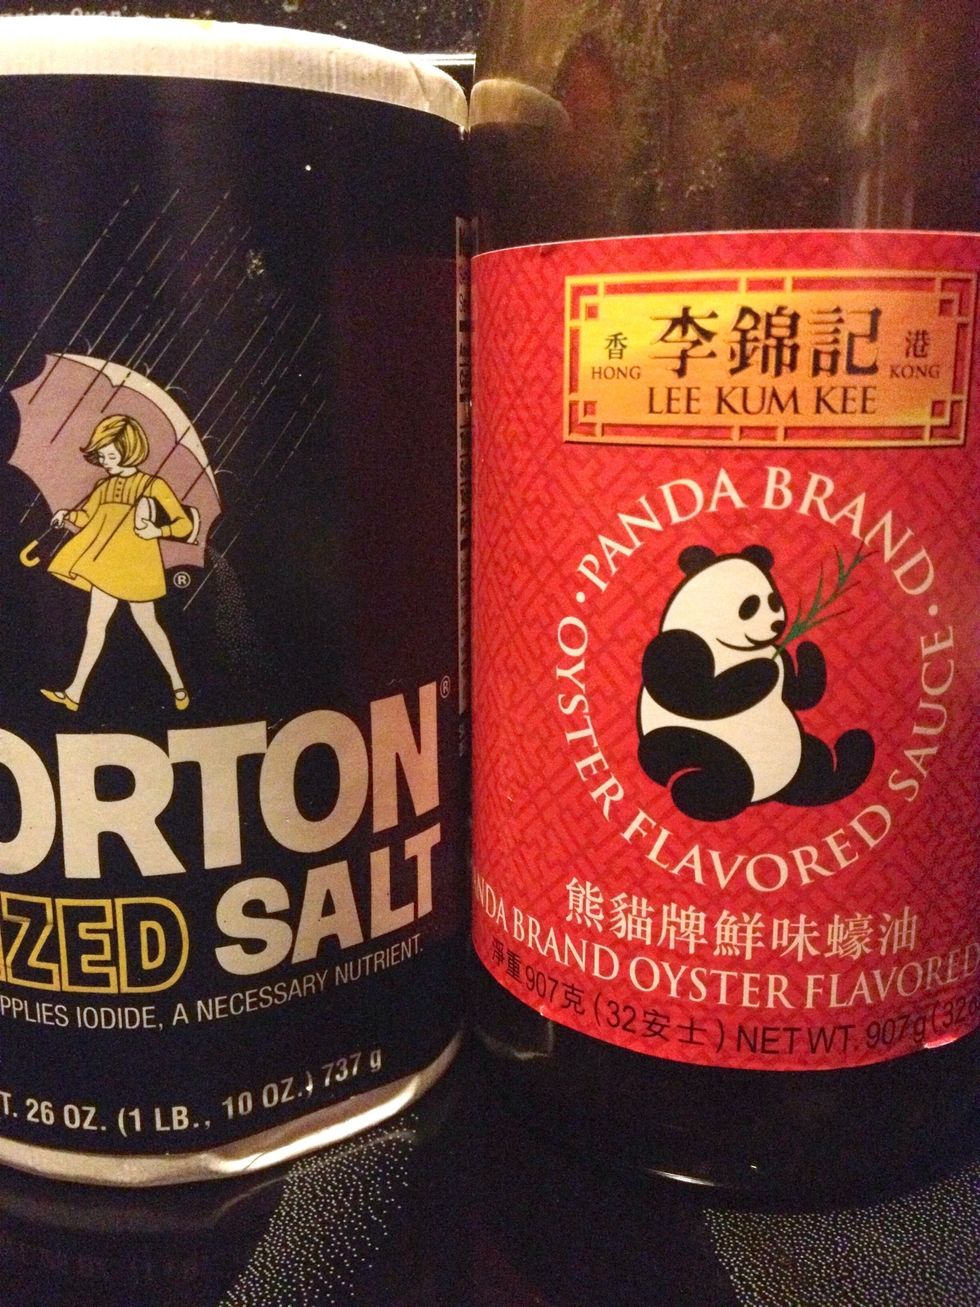 ORTON®
ZED SALT
PPLIES IODIDE, A NECESSARY NUTRIENT.
T. 26 OZ. (1 LB., 10 OZ.) 737 g
®
香 李錦記 港
HONG KONG
LEE KUM KEE
· PANDA BRAND ·
OYSTER FLAVORED SAUCE
熊貓牌鮮味蠔油
NDA BRAND OYSTER FLAVORED
淨重907克(32安士) NET WT. 907g (32